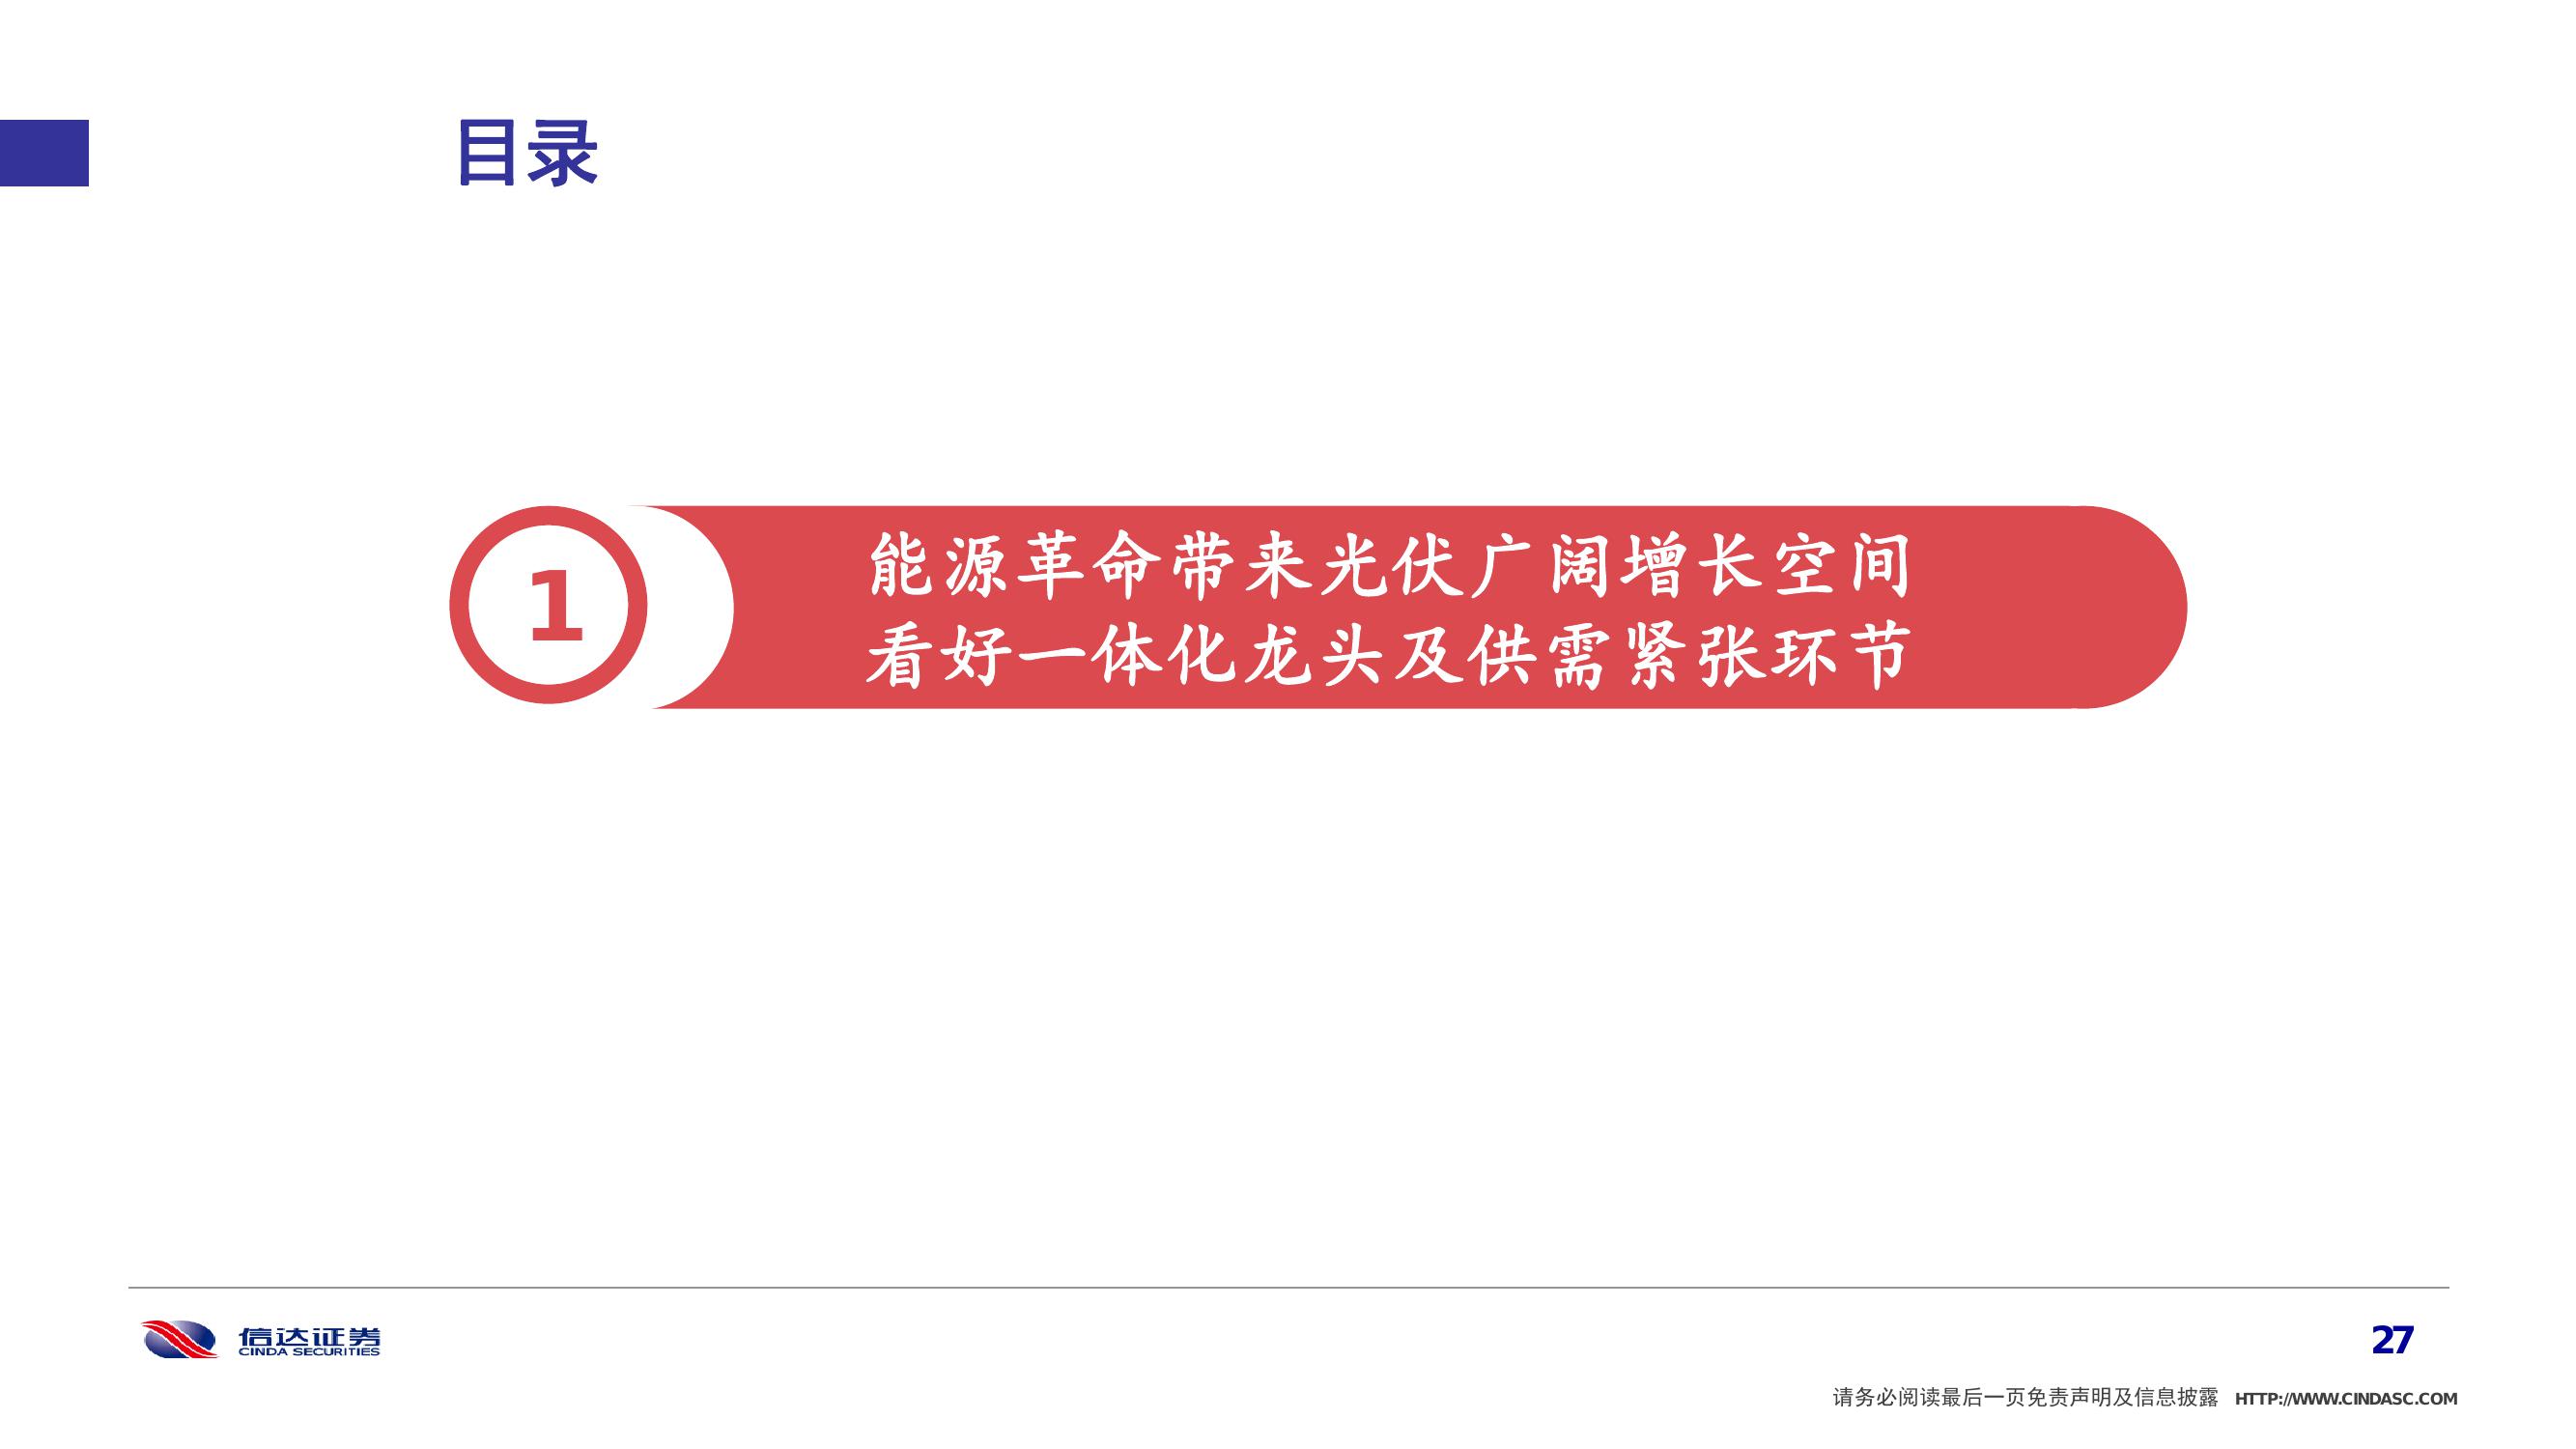 目录
1
能源革命带来光伏广阔增长空间
看好一体化龙头及供需紧张环节
信达证券
CINDA SECURITIES
27
请务必阅读最后一页免责声明及信息披露 HTTP://WWW.CINDASC.COM